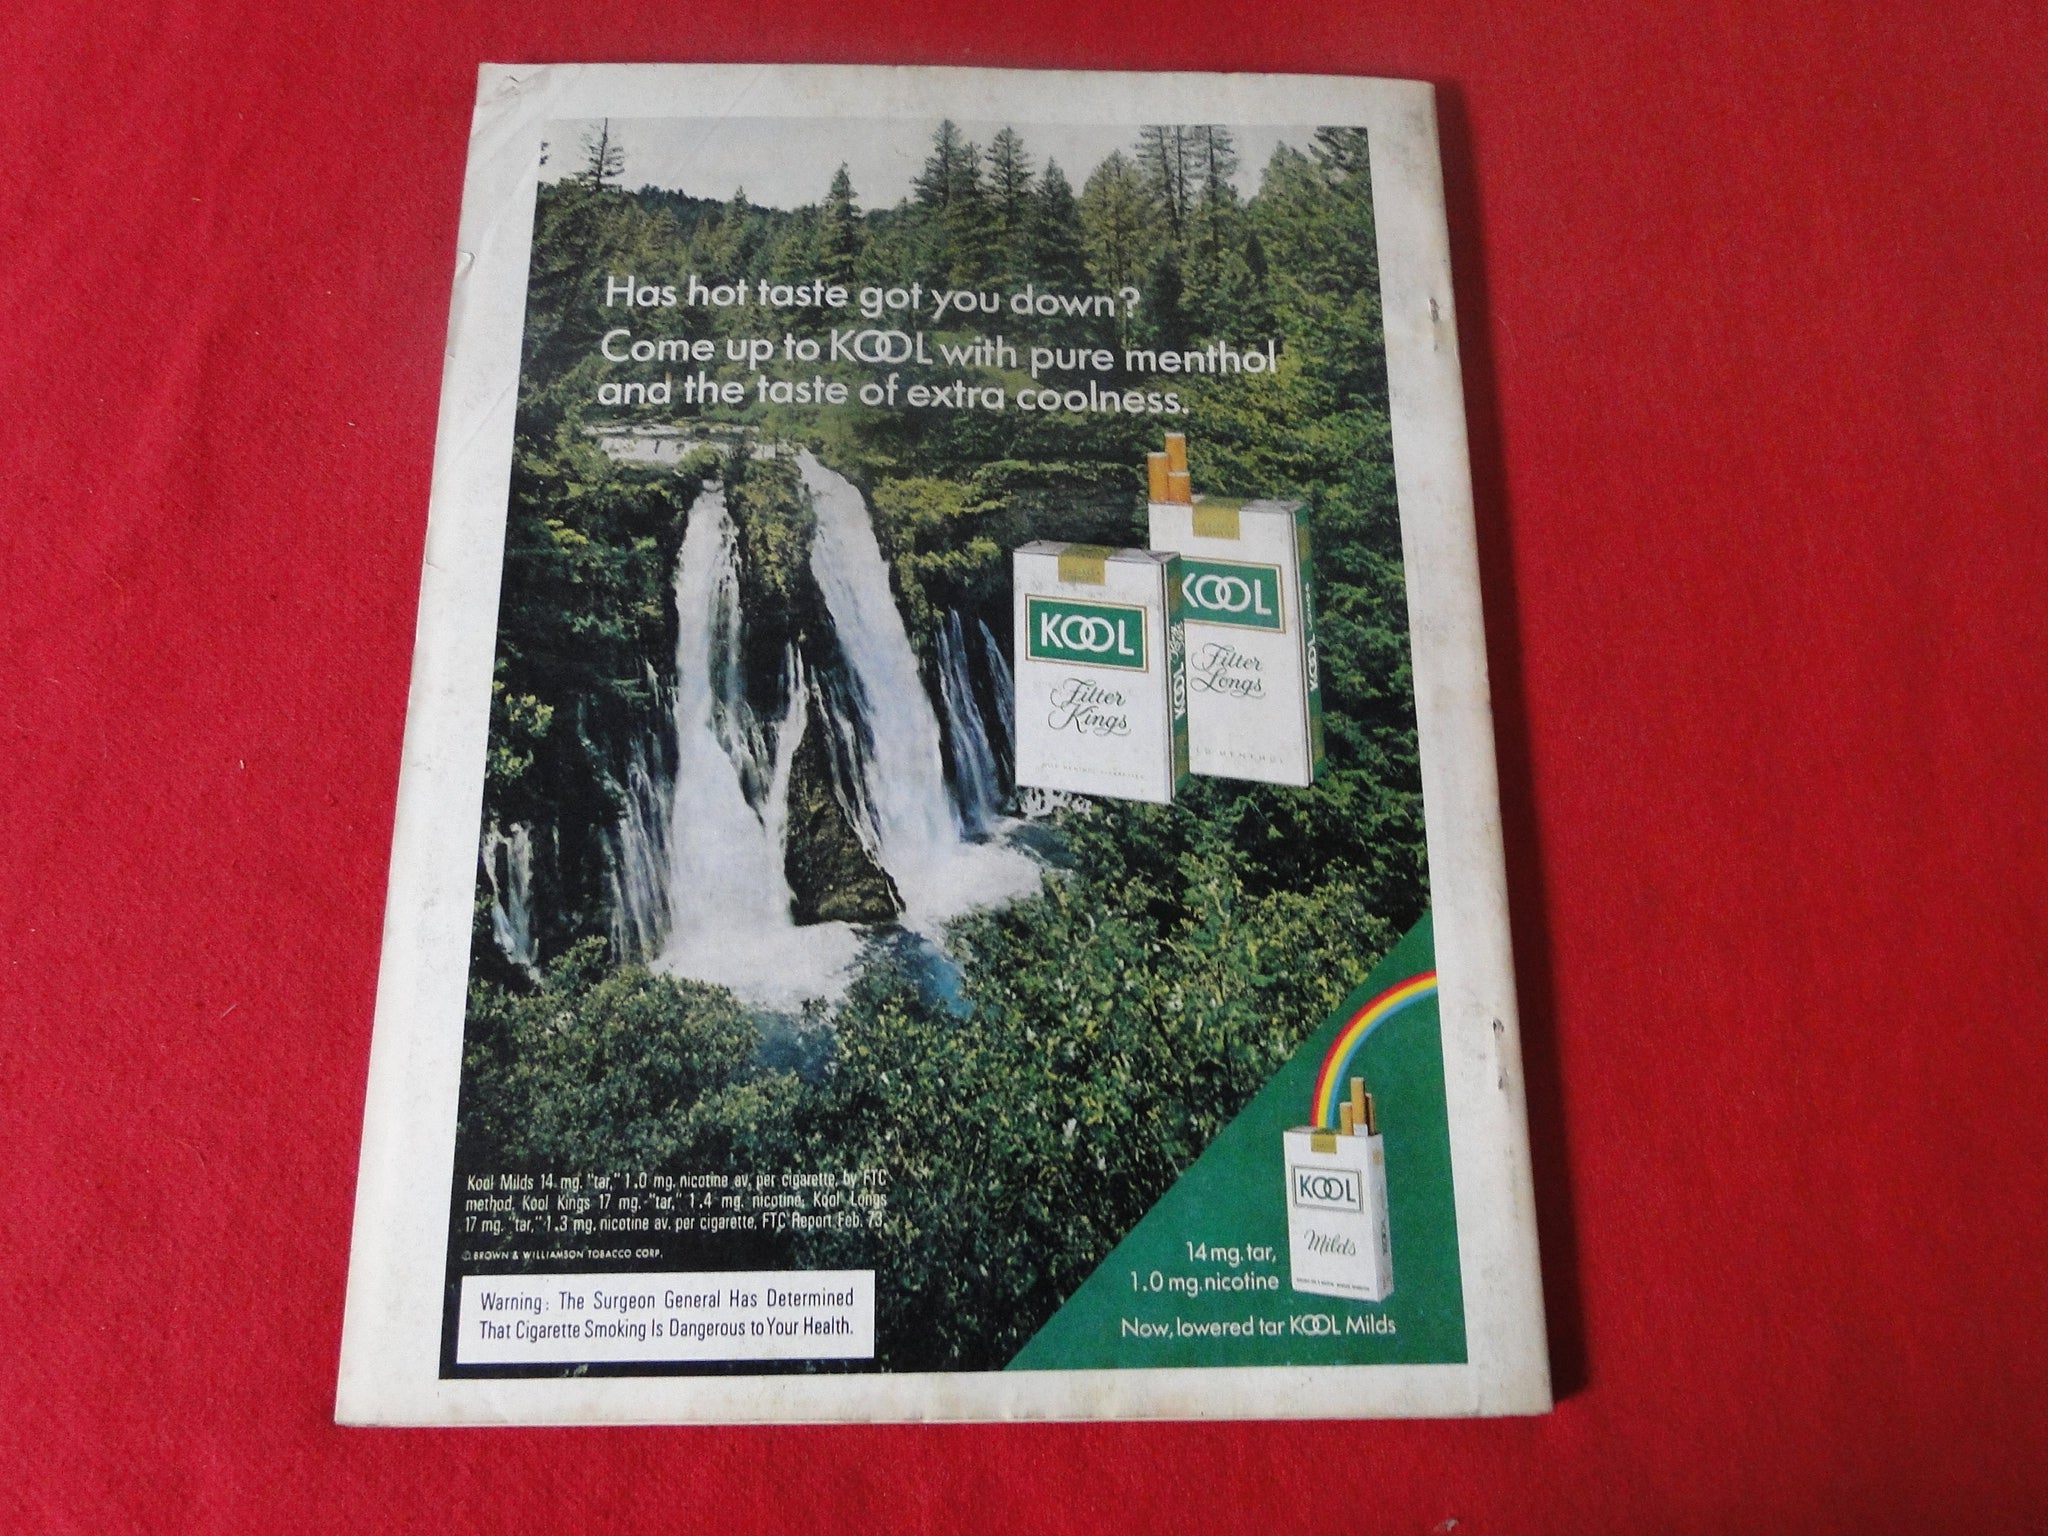 Has hot taste got you down?
Come up to KOOL with pure menthol
and the taste of extra coolness.
KOOL
Filter
Longs
KOOL LONGS
KOOL
Filter
Kings
KOOL
MENTHOL
Kool Milds 14 mg. "tar," 1.0 mg. nicotine av. per cigarette, by FTC
method. Kool Kings 17 mg. "tar," 1.4 mg. nicotine; Kool Longs
17 mg. "tar," 1.3 mg. nicotine av. per cigarette, FTC Report Feb. '73.
© BROWN & WILLIAMSON TOBACCO CORP.
Warning: The Surgeon General Has Determined
That Cigarette Smoking Is Dangerous to Your Health.
KOOL
Milds
KOOL
14 mg. tar,
1.0 mg. nicotine
Now, lowered tar KOOL Milds